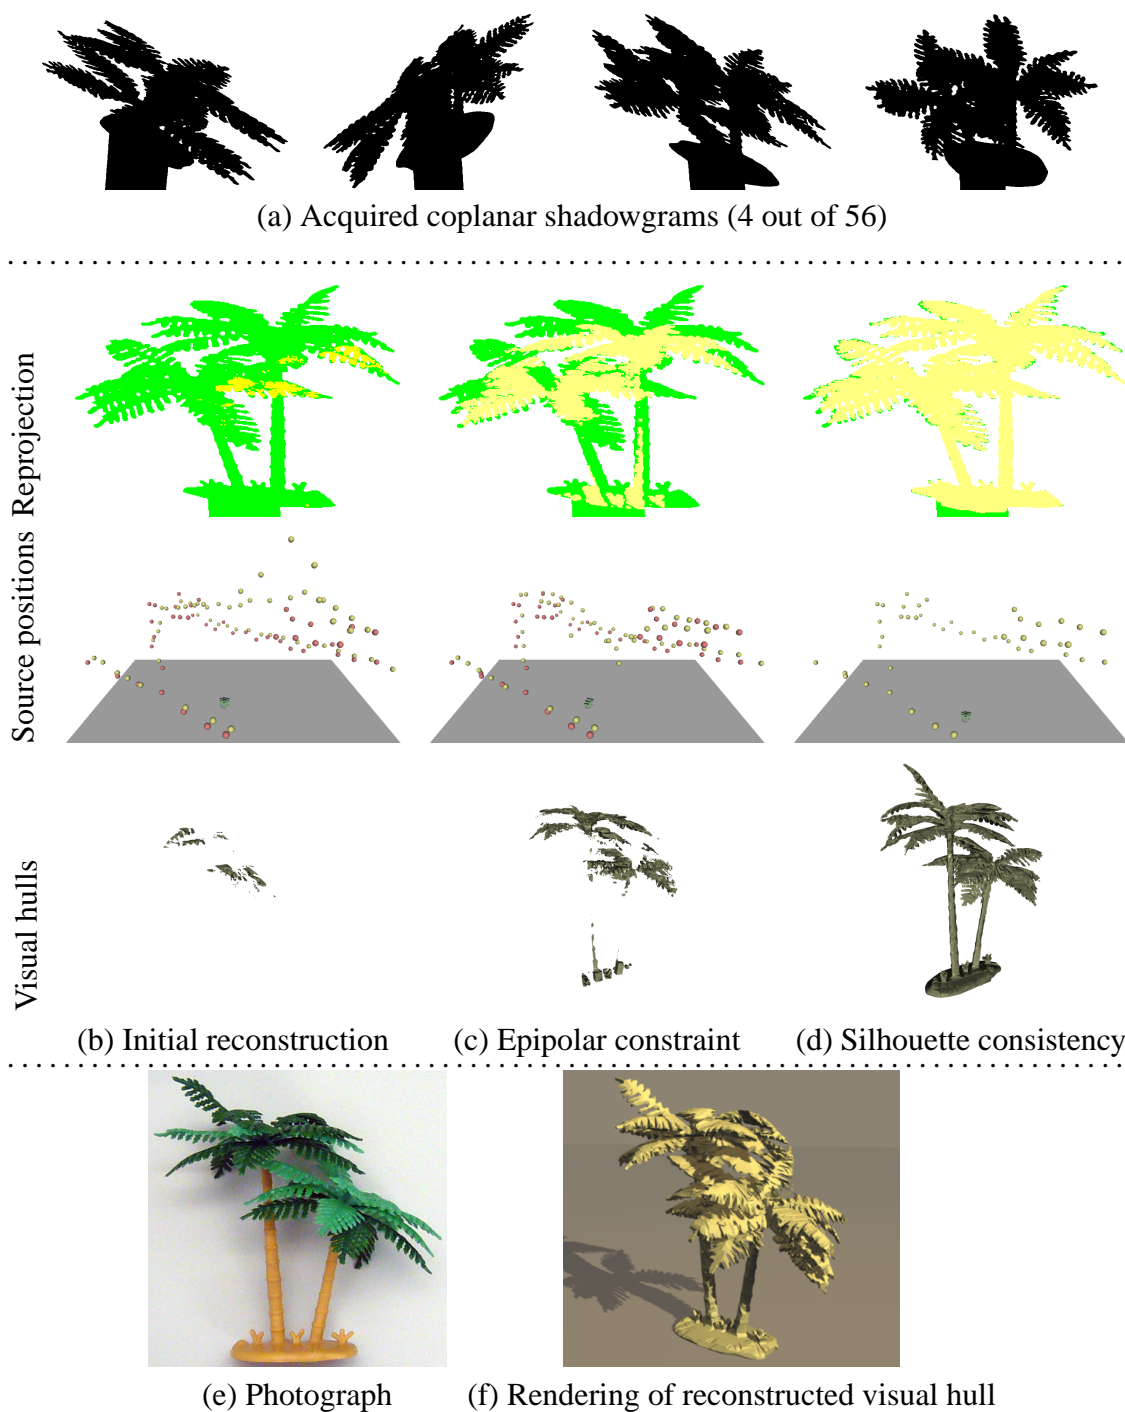 (a) Acquired coplanar shadowgrams (4 out of 56)
Reprojection
Source positions
Visual hulls
(b) Initial reconstruction
(c) Epipolar constraint
(d) Silhouette consistency
(e) Photograph
(f) Rendering of reconstructed visual hull